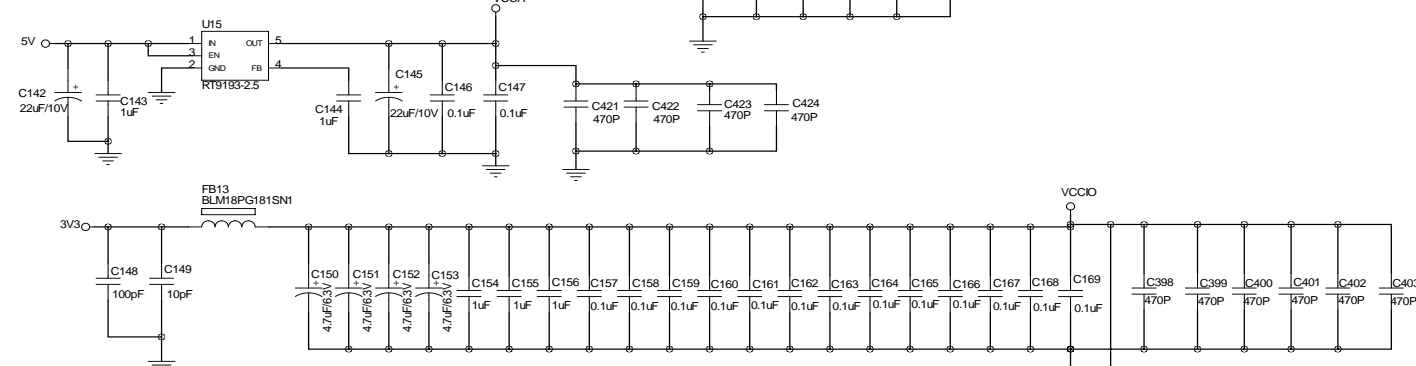 VCCA
U15
5V
1
IN
OUT
5
3
EN
2
GND
FB
4
RT9193-2.5
C142
22uF/10V
C143
1uF
C144
1uF
C145
22uF/10V
C146
0.1uF
C147
0.1uF
C421
470P
C422
470P
C423
470P
C424
470P
FB13
BLM18PG181SN1
3V3
VCCIO
C148
100pF
C149
10pF
C150
4.7uF/6.3V
C151
4.7uF/6.3V
C152
4.7uF/6.3V
C153
4.7uF/6.3V
C154
1uF
C155
1uF
C156
1uF
C157
0.1uF
C158
0.1uF
C159
0.1uF
C160
0.1uF
C161
0.1uF
C162
0.1uF
C163
0.1uF
C164
0.1uF
C165
0.1uF
C166
0.1uF
C167
0.1uF
C168
0.1uF
C169
0.1uF
C398
470P
C399
470P
C400
470P
C401
470P
C402
470P
C403
470P